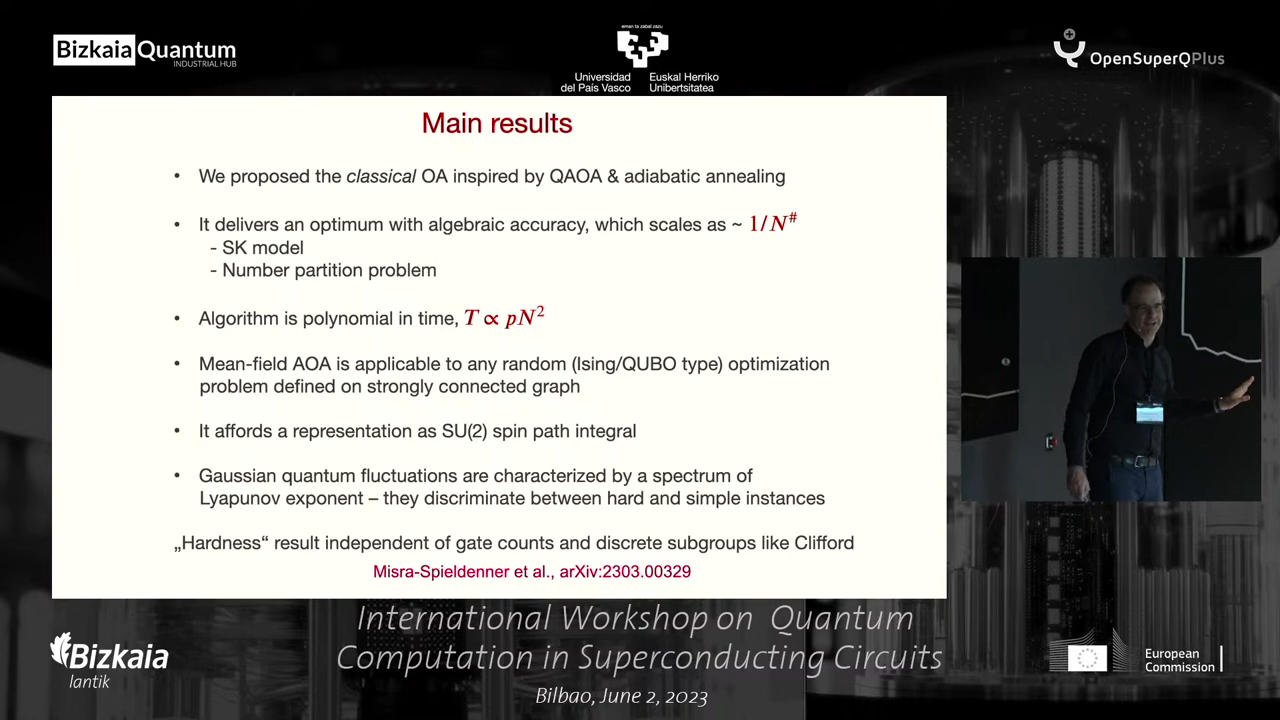 eman ta zabal zazu
Bizkaia Quantum
INDUSTRIAL HUB
Universidad del País Vasco
Euskal Herriko Unibertsitatea
OpenSuperQPlus
Main results
• We proposed the classical OA inspired by QAOA & adiabatic annealing
• It delivers an optimum with algebraic accuracy, which scales as ~ 1/N^#
- SK model
- Number partition problem
• Algorithm is polynomial in time, T ∝ pN²
• Mean-field AOA is applicable to any random (Ising/QUBO type) optimization
problem defined on strongly connected graph
• It affords a representation as SU(2) spin path integral
• Gaussian quantum fluctuations are characterized by a spectrum of
Lyapunov exponent – they discriminate between hard and simple instances
„Hardness“ result independent of gate counts and discrete subgroups like Clifford
Misra-Spieldenner et al., arXiv:2303.00329
International Workshop on Quantum
Computation in Superconducting Circuits
Bilbao, June 2, 2023
Bizkaia
lantik
European
Commission